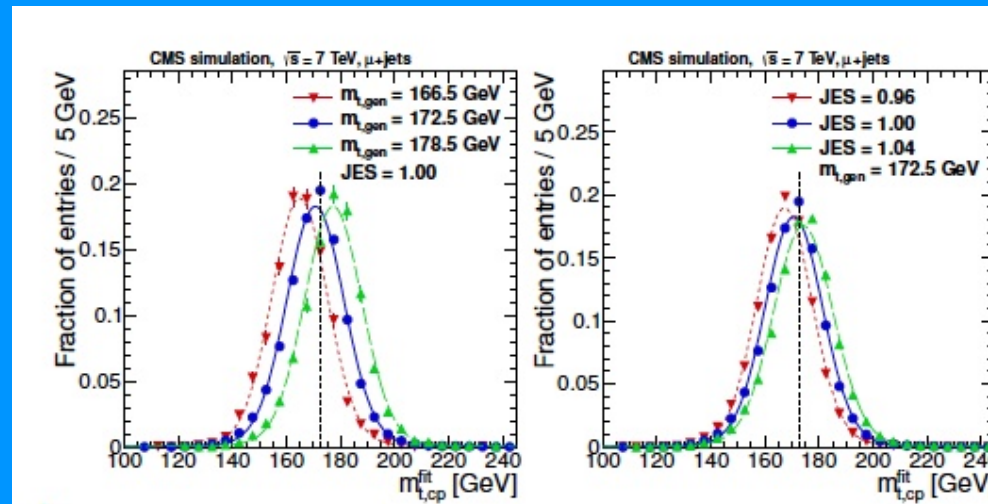 CMS simulation, √s = 7 TeV, μ+jets
Fraction of entries / 5 GeV
0.25
0.2
0.15
0.1
0.05
0
m_t,gen = 166.5 GeV
m_t,gen = 172.5 GeV
m_t,gen = 178.5 GeV
JES = 1.00
100 120 140 160 180 200 220 240
m^fit_t,cp [GeV]
CMS simulation, √s = 7 TeV, μ+jets
Fraction of entries / 5 GeV
0.25
0.2
0.15
0.1
0.05
0
JES = 0.96
JES = 1.00
JES = 1.04
m_t,gen = 172.5 GeV
100 120 140 160 180 200 220 240
m^fit_t,cp [GeV]